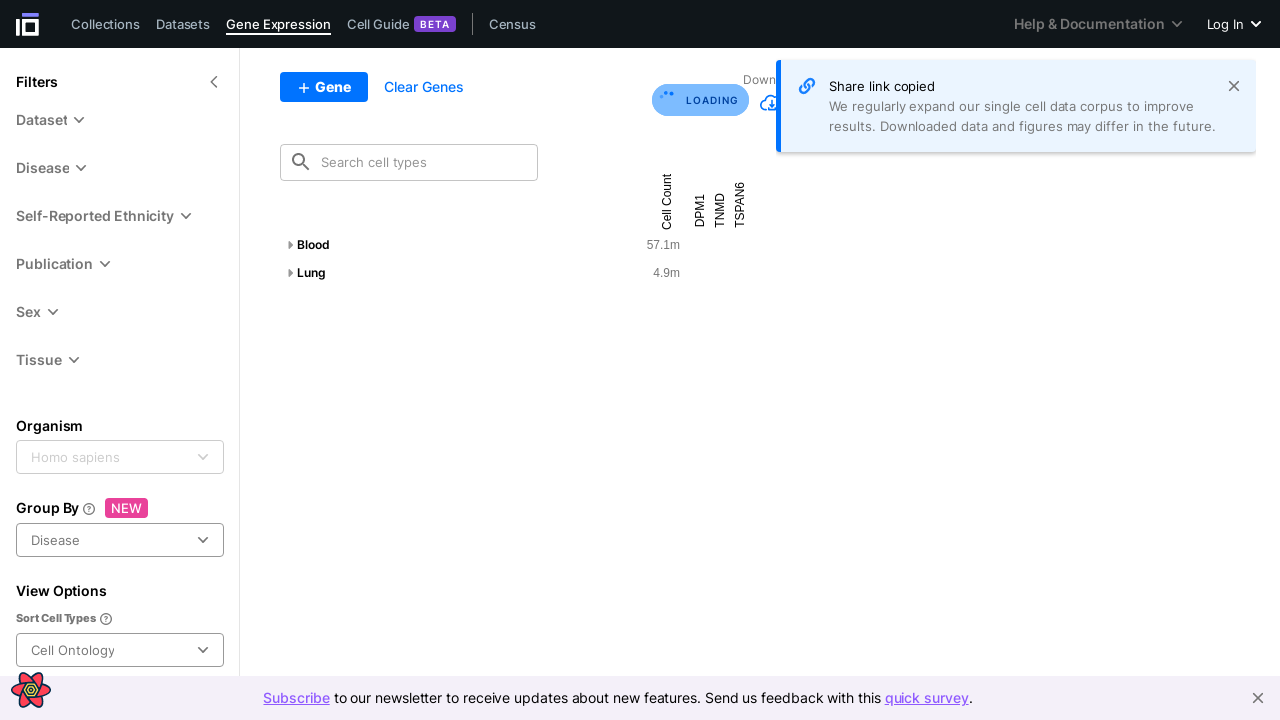 Collections Datasets Gene Expression Cell Guide BETA Census Help & Documentation Log In
Filters
Dataset
Disease
Self-Reported Ethnicity
Publication
Sex
Tissue
Organism
Homo sapiens
Group By NEW
Disease
View Options
Sort Cell Types
Cell Ontology
+ Gene Clear Genes
Down
LOADING
Share link copied
We regularly expand our single cell data corpus to improve
results. Downloaded data and figures may differ in the future.
Search cell types
Cell Count
DPM1
TNMD
TSPAN6
Blood 57.1m
Lung 4.9m
Subscribe to our newsletter to receive updates about new features. Send us feedback with this quick survey.